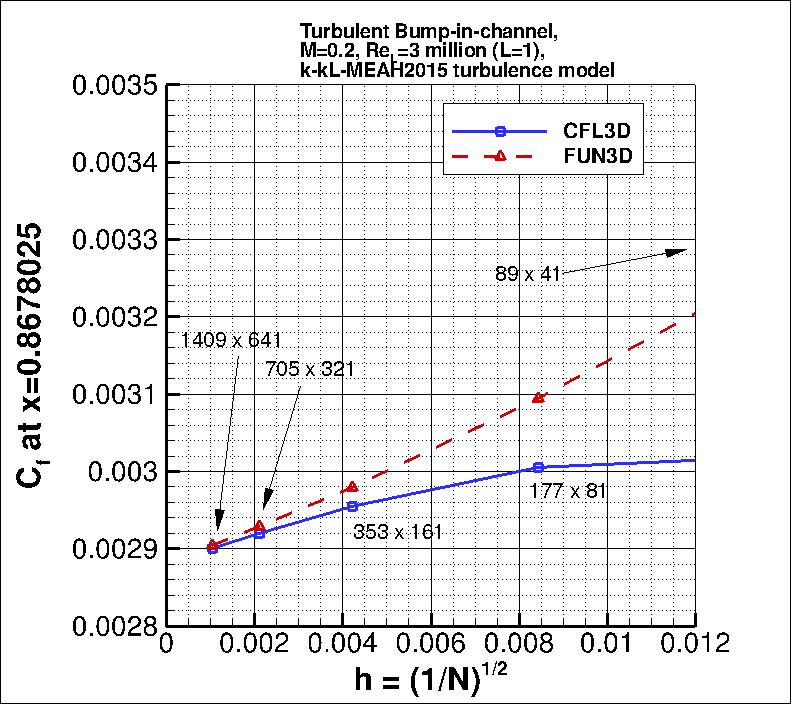 Turbulent Bump-in-channel,
M=0.2, Re_L=3 million (L=1),
k-kL-MEAH2015 turbulence model
CFL3D
FUN3D
0.0035
0.0034
0.0033
0.0032
0.0031
0.003
0.0029
0.0028
C_f at x=0.8678025
89 x 41
1409 x 641
705 x 321
177 x 81
353 x 161
0
0.002
0.004
0.006
0.008
0.01
0.012
h = (1/N)^1/2